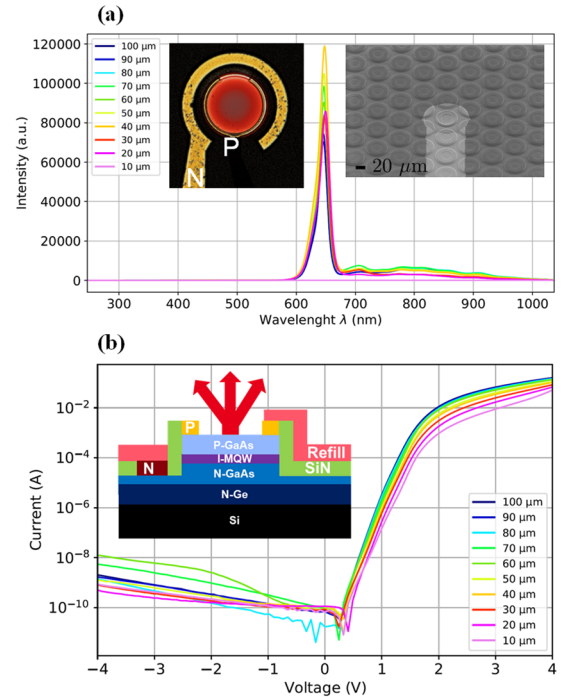 (a)
120000
100000
80000
60000
40000
20000
0
Intensity (a.u.)
100 μm
90 μm
80 μm
70 μm
60 μm
50 μm
40 μm
30 μm
20 μm
10 μm
P
N
20 μm
300 400 500 600 700 800 900 1000
Wavelenght λ (nm)
(b)
10⁻²
10⁻⁴
10⁻⁶
10⁻⁸
10⁻¹⁰
Current (A)
P
P-GaAs
I-MQW
N-GaAs
N-Ge
Si
N
Refill
SiN
100 μm
90 μm
80 μm
70 μm
60 μm
50 μm
40 μm
30 μm
20 μm
10 μm
−4 −3 −2 −1 0 1 2 3 4
Voltage (V)